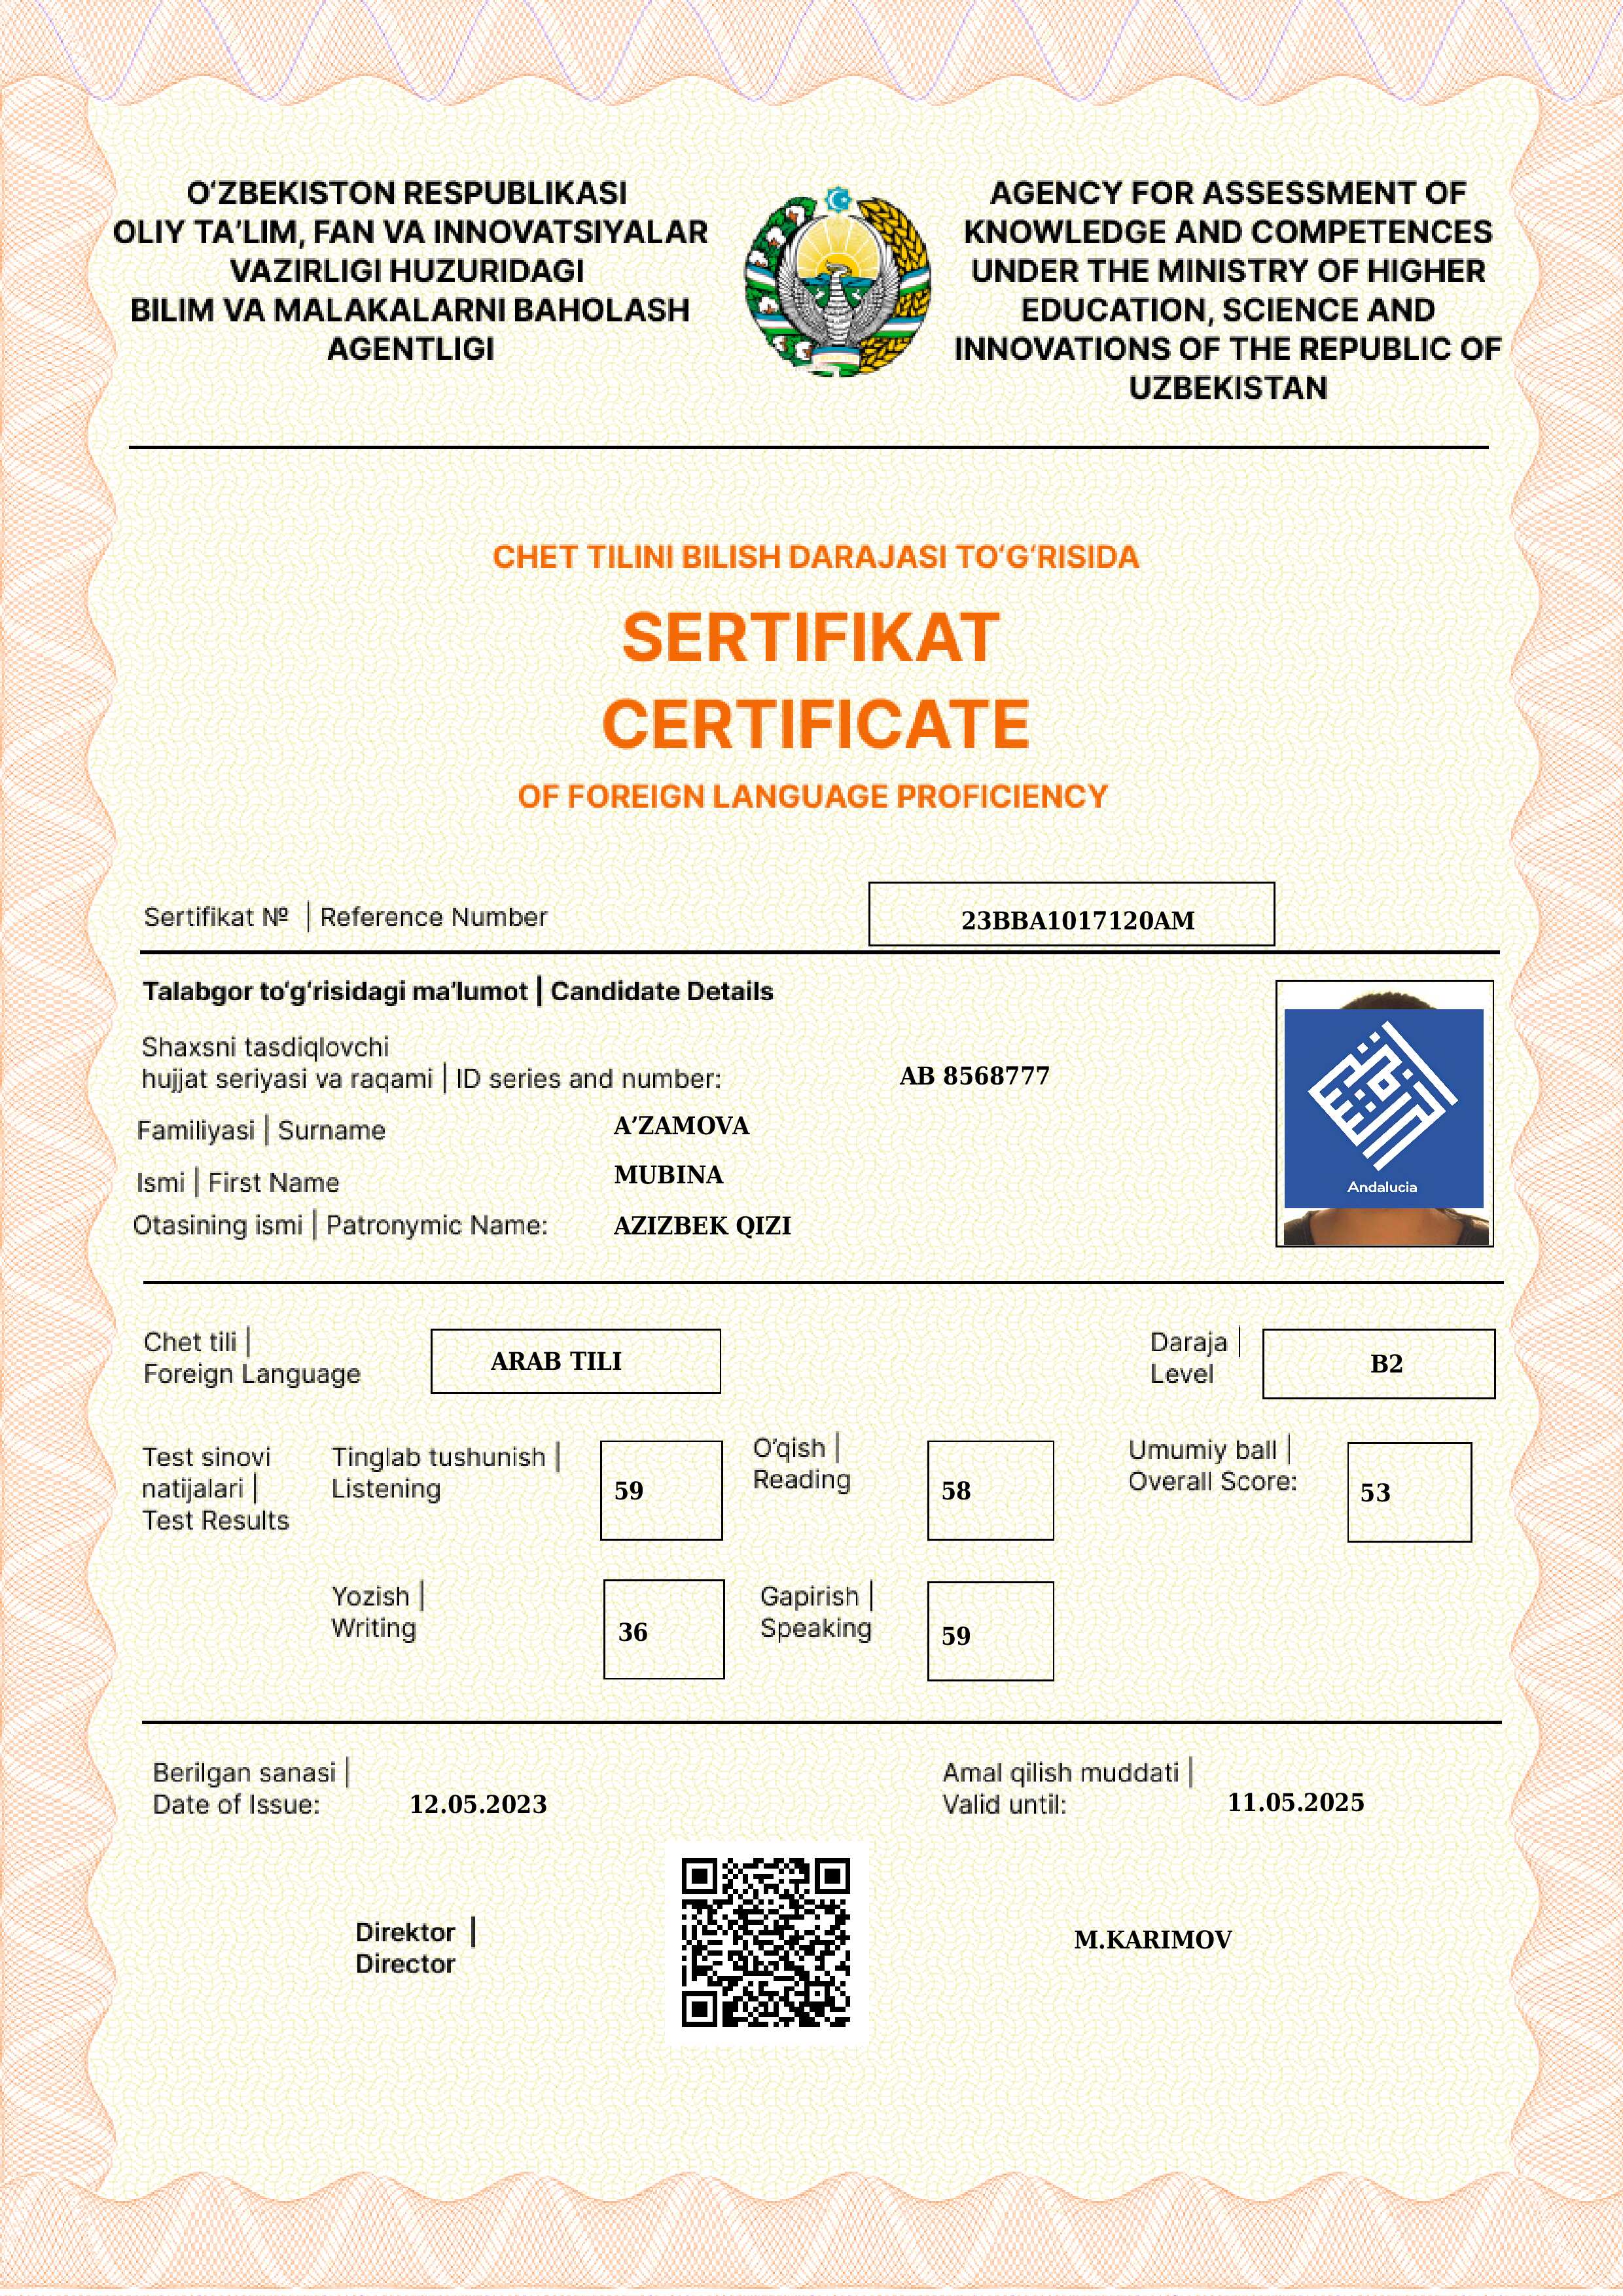 O‘ZBEKISTON RESPUBLIKASI
OLIY TA’LIM, FAN VA INNOVATSIYALAR
VAZIRLIGI HUZURIDAGI
BILIM VA MALAKALARNI BAHOLASH
AGENTLIGI
AGENCY FOR ASSESSMENT OF
KNOWLEDGE AND COMPETENCES
UNDER THE MINISTRY OF HIGHER
EDUCATION, SCIENCE AND
INNOVATIONS OF THE REPUBLIC OF
UZBEKISTAN
CHET TILINI BILISH DARAJASI TO‘G‘RISIDA
SERTIFIKAT
CERTIFICATE
OF FOREIGN LANGUAGE PROFICIENCY
Sertifikat № | Reference Number 23BBA1017120AM
Talabgor to‘g‘risidagi ma’lumot | Candidate Details
Shaxsni tasdiqlovchi
hujjat seriyasi va raqami | ID series and number: AB 8568777
Familiyasi | Surname A’ZAMOVA
Ismi | First Name MUBINA
Otasining ismi | Patronymic Name: AZIZBEK QIZI
Andalucia
Chet tili |
Foreign Language
ARAB TILI
Daraja |
Level
B2
Test sinovi
natijalari |
Test Results
Tinglab tushunish |
Listening
59
O‘qish |
Reading
58
Umumiy ball |
Overall Score:
53
Yozish |
Writing
36
Gapirish |
Speaking
59
Berilgan sanasi |
Date of Issue: 12.05.2023
Amal qilish muddati |
Valid until: 11.05.2025
Direktor |
Director
M.KARIMOV